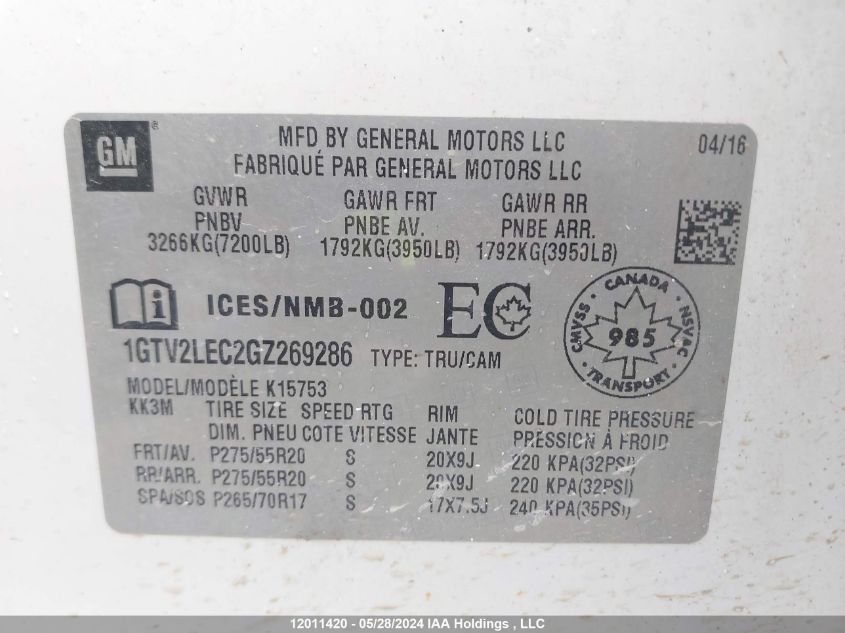 GM ®
MFD BY GENERAL MOTORS LLC 04/16
FABRIQUÉ PAR GENERAL MOTORS LLC
GVWR GAWR FRT GAWR RR
PNBV PNBE AV. PNBE ARR.
3266KG(7200LB) 1792KG(3950LB) 1792KG(3950LB)
i ICES/NMB-002 EC
CANADA
CMVSS NSVAC
985
TRANSPORT
1GTV2LEC2GZ269286 TYPE: TRU/CAM
MODEL/MODÈLE K15753
KK3M TIRE SIZE SPEED RTG RIM COLD TIRE PRESSURE
DIM. PNEU COTE VITESSE JANTE PRESSION À FROID
FRT/AV. P275/55R20 S 20X9J 220 KPA(32PSI)
RR/ARR. P275/55R20 S 20X9J 220 KPA(32PSI)
SPA/SOS P265/70R17 S 17X7.5J 240 KPA(35PSI)
12011420 - 05/28/2024 IAA Holdings , LLC